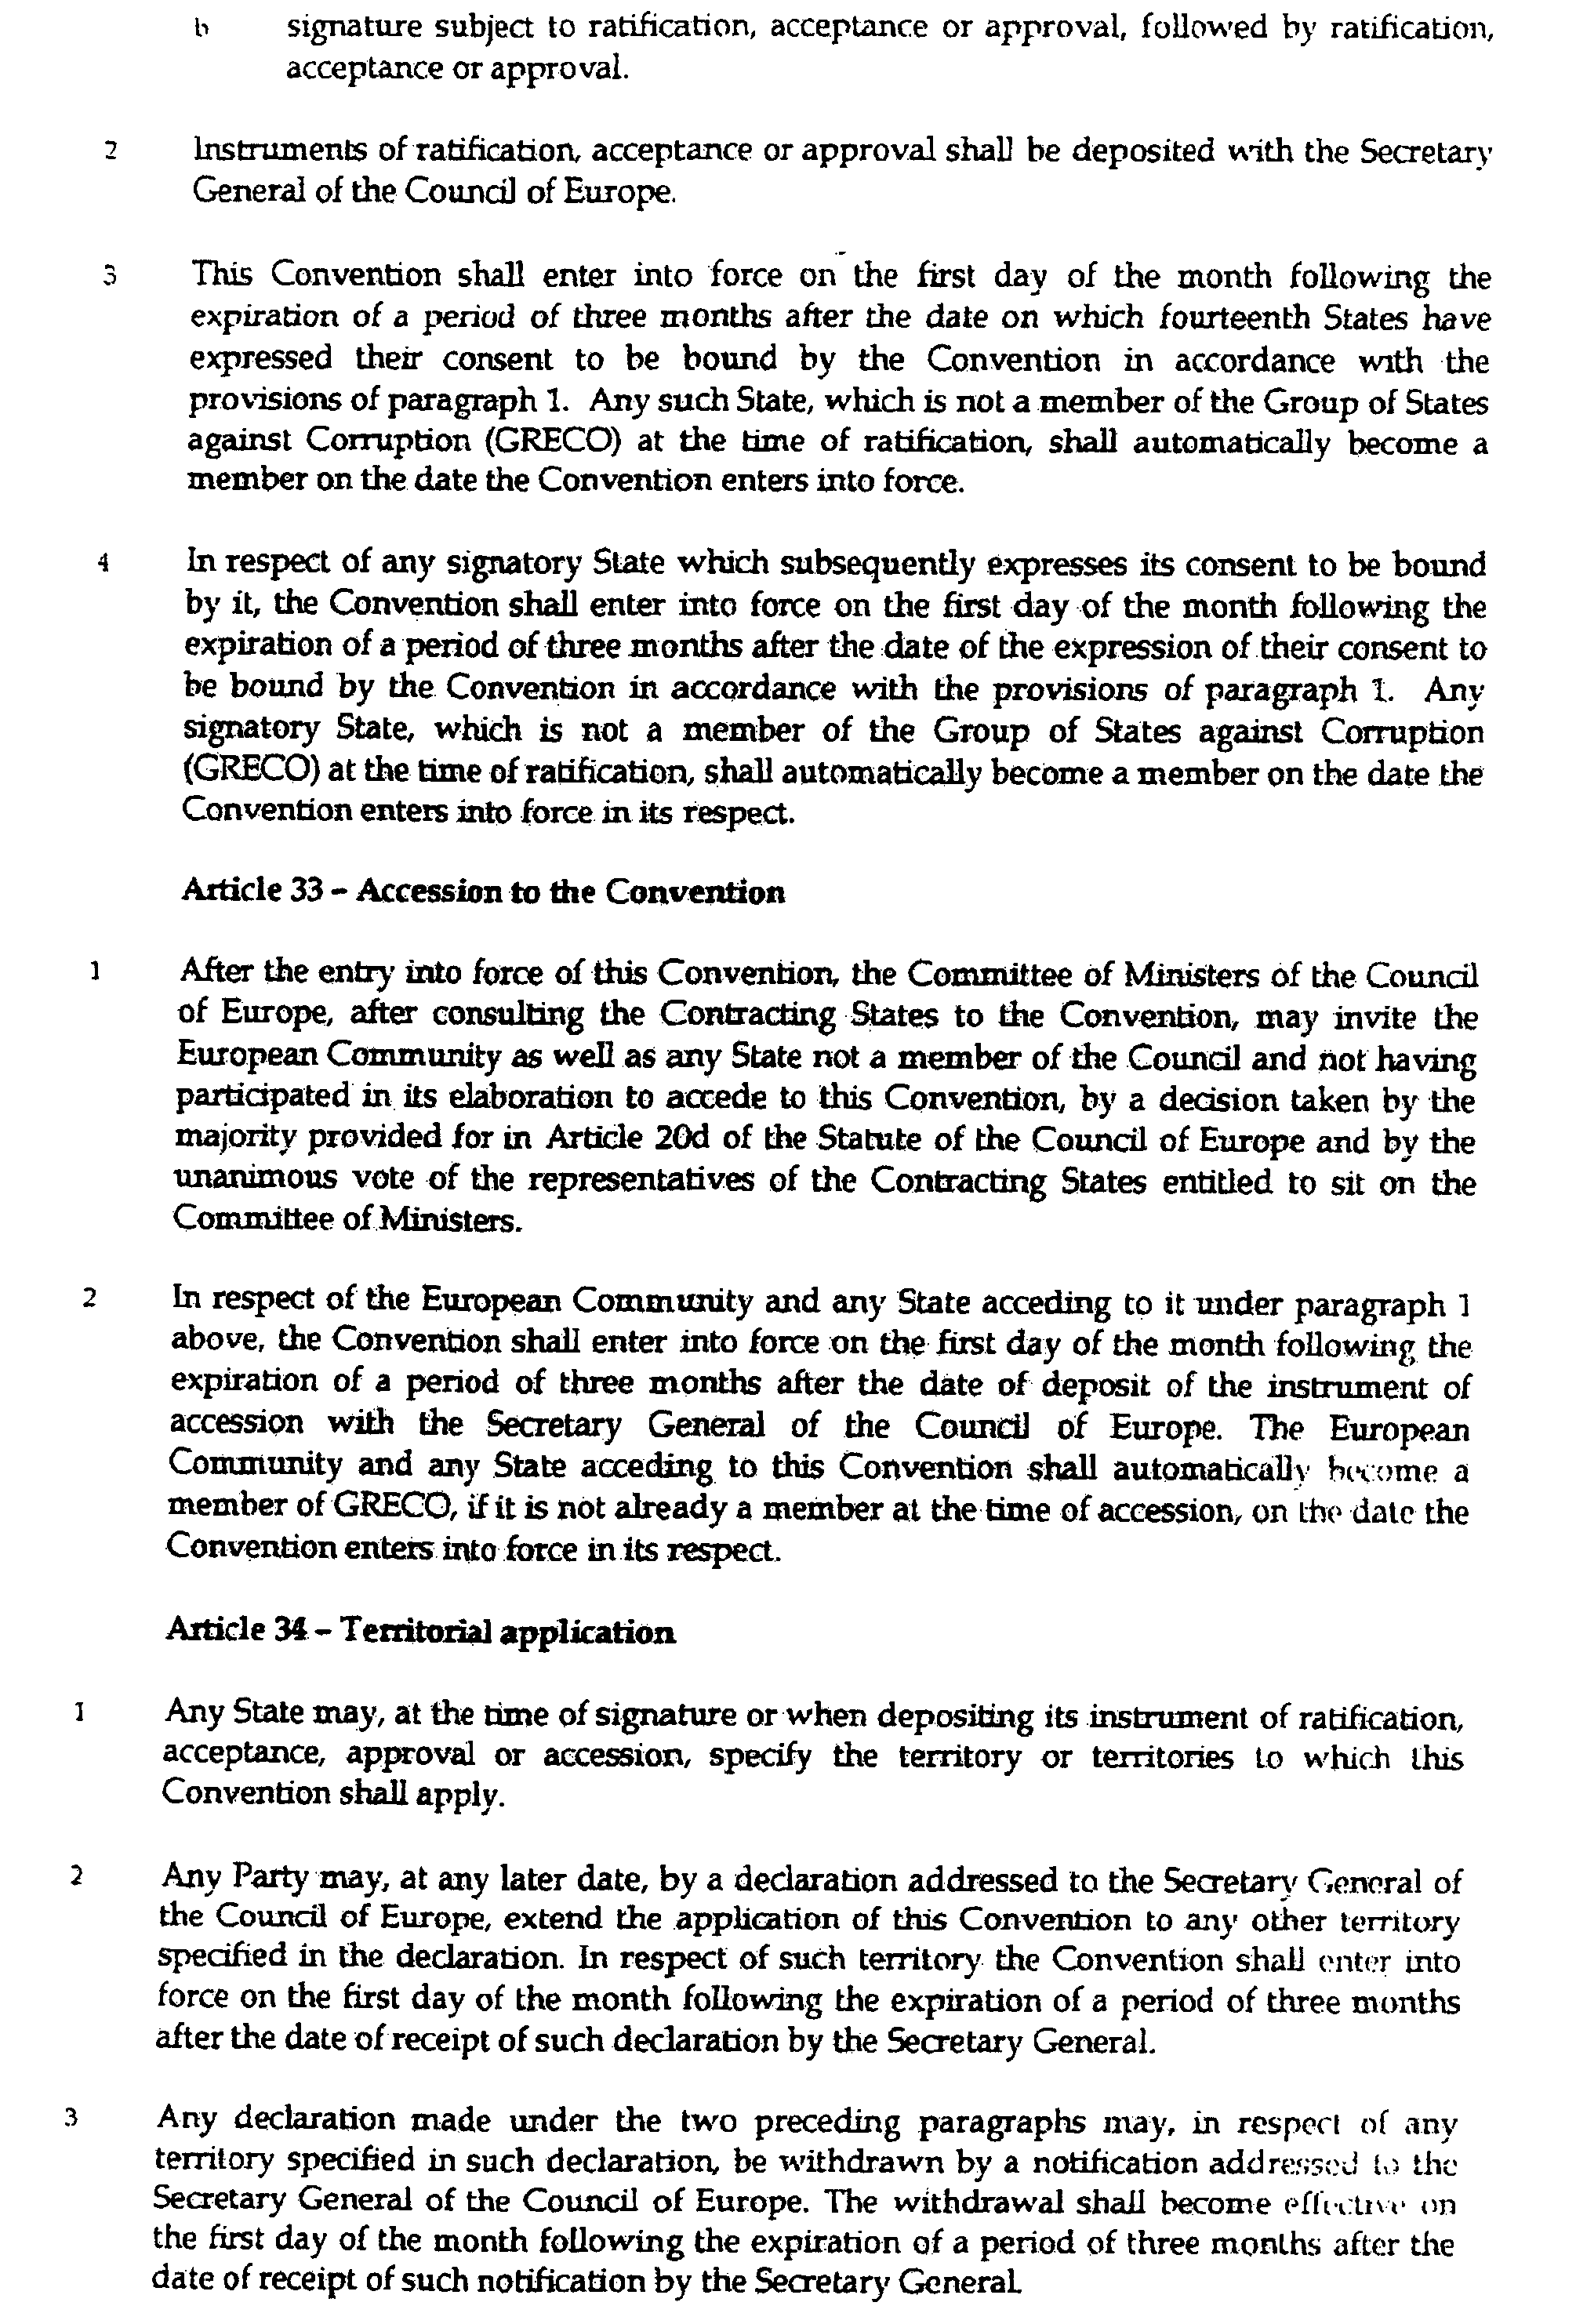 b signature subject to ratification, acceptance or approval, followed by ratification,
acceptance or approval.
2 Instruments of ratification, acceptance or approval shall be deposited with the Secretary
General of the Council of Europe.
3 This Convention shall enter into force on the first day of the month following the
expiration of a period of three months after the date on which fourteenth States have
expressed their consent to be bound by the Convention in accordance with the
provisions of paragraph 1. Any such State, which is not a member of the Group of States
against Corruption (GRECO) at the time of ratification, shall automatically become a
member on the date the Convention enters into force.
4 In respect of any signatory State which subsequently expresses its consent to be bound
by it, the Convention shall enter into force on the first day of the month following the
expiration of a period of three months after the date of the expression of their consent to
be bound by the Convention in accordance with the provisions of paragraph 1. Any
signatory State, which is not a member of the Group of States against Corruption
(GRECO) at the time of ratification, shall automatically become a member on the date the
Convention enters into force in its respect.
Article 33 – Accession to the Convention
1 After the entry into force of this Convention, the Committee of Ministers of the Council
of Europe, after consulting the Contracting States to the Convention, may invite the
European Community as well as any State not a member of the Council and not having
participated in its elaboration to accede to this Convention, by a decision taken by the
majority provided for in Article 20d of the Statute of the Council of Europe and by the
unanimous vote of the representatives of the Contracting States entitled to sit on the
Committee of Ministers.
2 In respect of the European Community and any State acceding to it under paragraph 1
above, the Convention shall enter into force on the first day of the month following the
expiration of a period of three months after the date of deposit of the instrument of
accession with the Secretary General of the Council of Europe. The European
Community and any State acceding to this Convention shall automatically become a
member of GRECO, if it is not already a member at the time of accession, on the date the
Convention enters into force in its respect.
Article 34 – Territorial application
1 Any State may, at the time of signature or when depositing its instrument of ratification,
acceptance, approval or accession, specify the territory or territories to which this
Convention shall apply.
2 Any Party may, at any later date, by a declaration addressed to the Secretary General of
the Council of Europe, extend the application of this Convention to any other territory
specified in the declaration. In respect of such territory the Convention shall enter into
force on the first day of the month following the expiration of a period of three months
after the date of receipt of such declaration by the Secretary General.
3 Any declaration made under the two preceding paragraphs may, in respect of any
territory specified in such declaration, be withdrawn by a notification addressed to the
Secretary General of the Council of Europe. The withdrawal shall become effective on
the first day of the month following the expiration of a period of three months after the
date of receipt of such notification by the Secretary General.